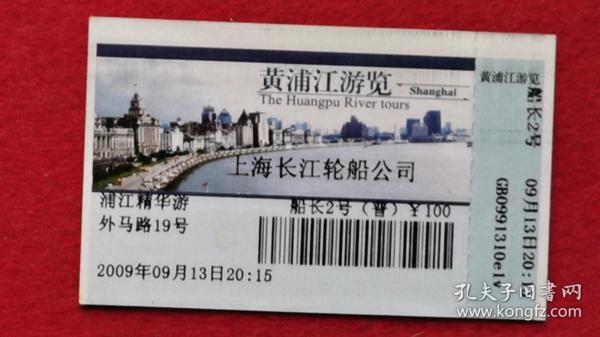 黄浦江游览
Shanghai
The Huangpu River tours
上海长江轮船公司
浦江精华游
船长2号（普）¥100
外马路19号
2009年09月13日20:15
黄浦江游览
船长2号
09月13日20:
GB0991310e1v
孔夫子旧書网
www.kongfz.com